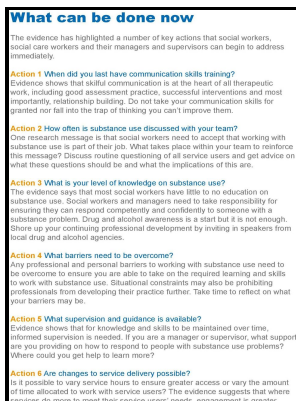 What can be done now
The evidence has highlighted a number of key actions that social workers,
social care workers and their managers and supervisors can begin to address
immediately.
Action 1 When did you last have communication skills training?
Evidence shows that skilful communication is at the heart of all therapeutic
work, including good assessment practice, successful interventions and most
importantly, relationship building. Do not take your communication skills for
granted nor fall into the trap of thinking you can't improve them.
Action 2 How often is substance use discussed with your team?
One research message is that social workers need to accept that working with
substance use is part of their job. What takes place within your team to reinforce
this message? Discuss routine questioning of all service users and get advice on
what these questions should be and what the implications of this are.
Action 3 What is your level of knowledge on substance use?
The evidence says that most social workers have little to no education on
substance use. Social workers and managers need to take responsibility for
ensuring they can respond competently and confidently to someone with a
substance problem. Drug and alcohol awareness is a start but it is not enough.
Shore up your continuing professional development by inviting in speakers from
local drug and alcohol agencies.
Action 4 What barriers need to be overcome?
Any professional and personal barriers to working with substance use need to
be overcome to ensure you are able to take on the required learning and skills
to work with substance use. Situational constraints may also be prohibiting
professionals from developing their practice further. Take time to reflect on what
your barriers may be.
Action 5 What supervision and guidance is available?
Evidence shows that for knowledge and skills to be maintained over time,
informed supervision is needed. If you are a manager or supervisor, what support
are you providing on how to respond to people with substance use problems?
Where could you get help to learn more?
Action 6 Are changes to service delivery possible?
Is it possible to vary service hours to ensure greater access or vary the amount
of time allocated to work with service users? The evidence suggests that where
services do more to meet their service users' needs, engagement is greater